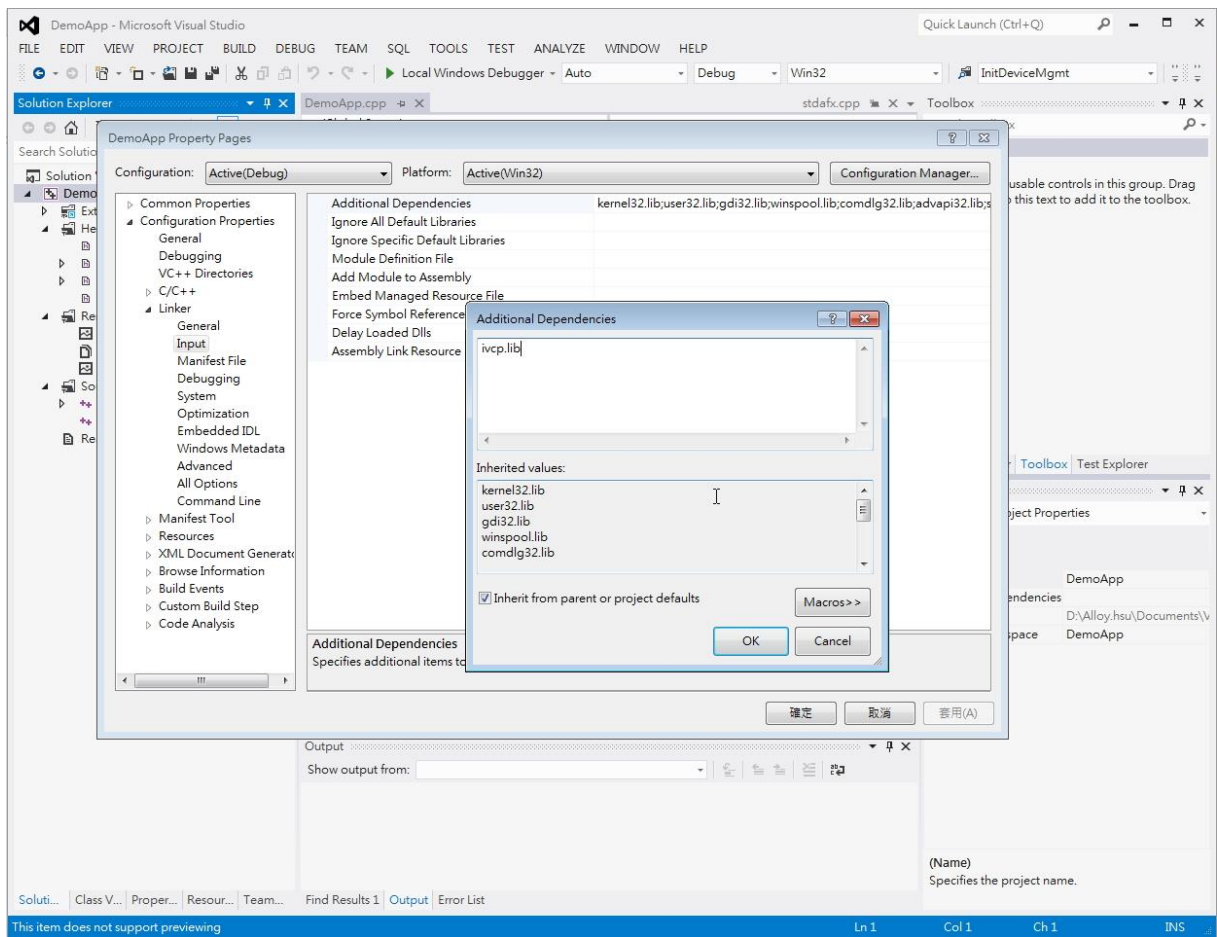 DemoApp - Microsoft Visual Studio
Quick Launch (Ctrl+Q)
FILE EDIT VIEW PROJECT BUILD DEBUG TEAM SQL TOOLS TEST ANALYZE WINDOW HELP
Local Windows Debugger Auto Debug Win32 InitDeviceMgmt
Solution Explorer
DemoApp.cpp
stdafx.cpp
Toolbox
Search Solutio
Solution
Demo
Ext
He
Re
So
Re
DemoApp Property Pages
Configuration: Active(Debug) Platform: Active(Win32) Configuration Manager...
Common Properties
Configuration Properties
General
Debugging
VC++ Directories
C/C++
Linker
General
Input
Manifest File
Debugging
System
Optimization
Embedded IDL
Windows Metadata
Advanced
All Options
Command Line
Manifest Tool
Resources
XML Document Generato
Browse Information
Build Events
Custom Build Step
Code Analysis
Additional Dependencies kernel32.lib;user32.lib;gdi32.lib;winspool.lib;comdlg32.lib;advapi32.lib;s
Ignore All Default Libraries
Ignore Specific Default Libraries
Module Definition File
Add Module to Assembly
Embed Managed Resource File
Force Symbol Reference
Delay Loaded Dlls
Assembly Link Resource
Additional Dependencies
ivcp.lib
Inherited values:
kernel32.lib
user32.lib
gdi32.lib
winspool.lib
comdlg32.lib
Inherit from parent or project defaults
Macros>>
OK Cancel
Additional Dependencies
Specifies additional items to
確定 取消 套用(A)
usable controls in this group. Drag
this text to add it to the toolbox.
Toolbox Test Explorer
ject Properties
DemoApp
endencies
D:\Alloy.hsu\Documents\V
space DemoApp
Output
Show output from:
(Name)
Specifies the project name.
Soluti... Class V... Proper... Resour... Team... Find Results 1 Output Error List
This item does not support previewing Ln 1 Col 1 Ch 1 INS